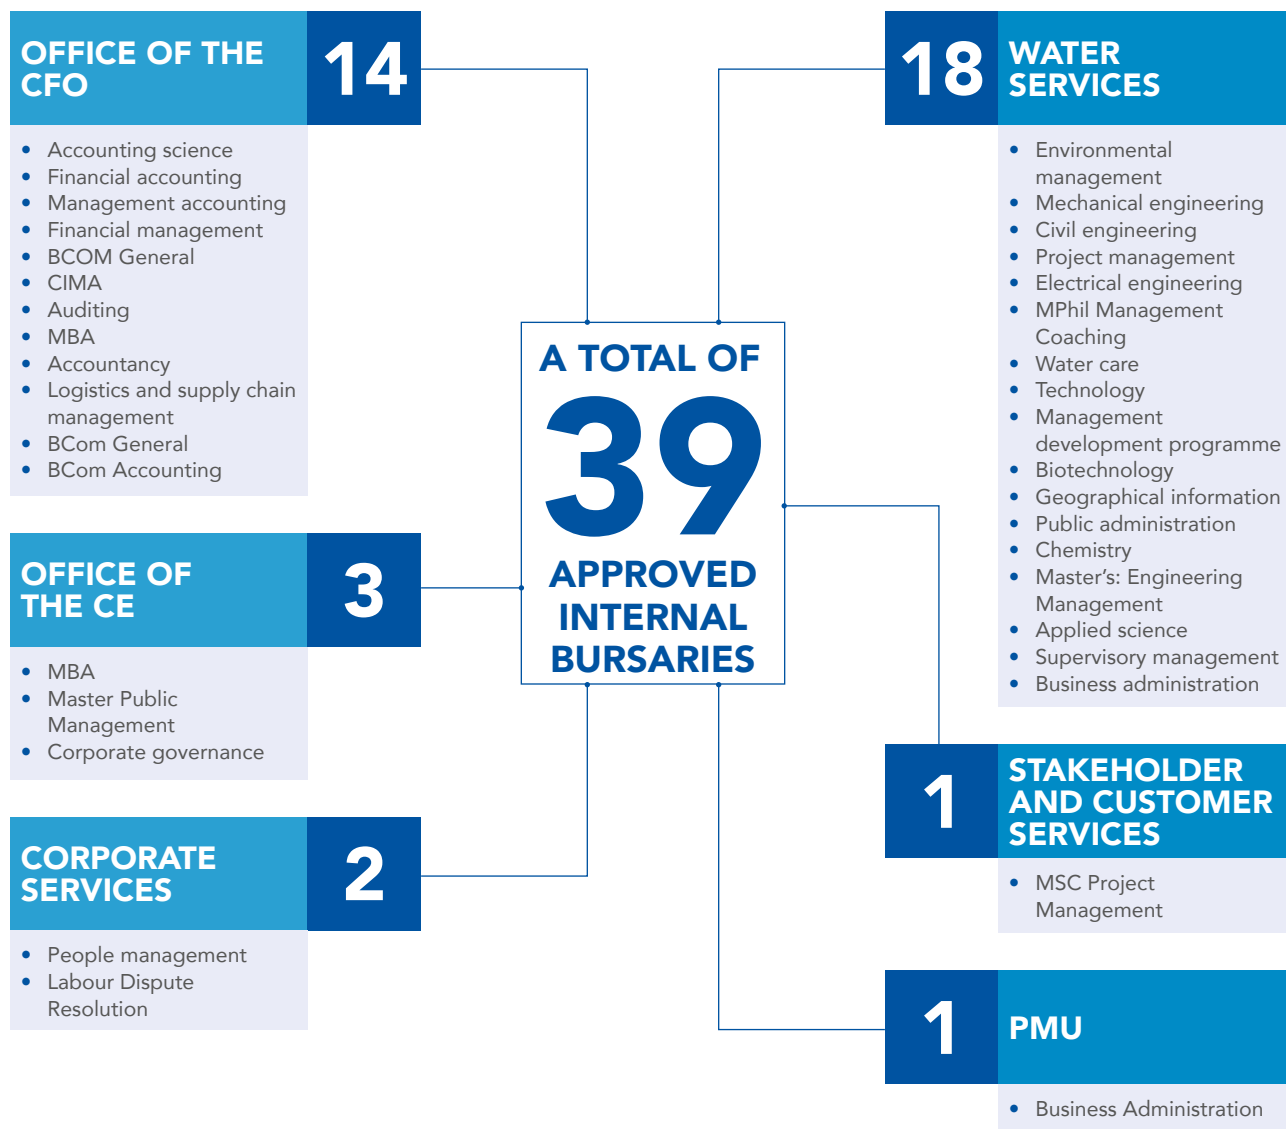 OFFICE OF THE
CFO
14
• Accounting science
• Financial accounting
• Management accounting
• Financial management
• BCOM General
• CIMA
• Auditing
• MBA
• Accountancy
• Logistics and supply chain
management
• BCom General
• BCom Accounting
OFFICE OF
THE CE
3
• MBA
• Master Public
Management
• Corporate governance
CORPORATE
SERVICES
2
• People management
• Labour Dispute
Resolution
A TOTAL OF
39
APPROVED
INTERNAL
BURSARIES
18
WATER
SERVICES
• Environmental
management
• Mechanical engineering
• Civil engineering
• Project management
• Electrical engineering
• MPhil Management
Coaching
• Water care
• Technology
• Management
development programme
• Biotechnology
• Geographical information
• Public administration
• Chemistry
• Master's: Engineering
Management
• Applied science
• Supervisory management
• Business administration
1
STAKEHOLDER
AND CUSTOMER
SERVICES
• MSC Project
Management
1
PMU
• Business Administration